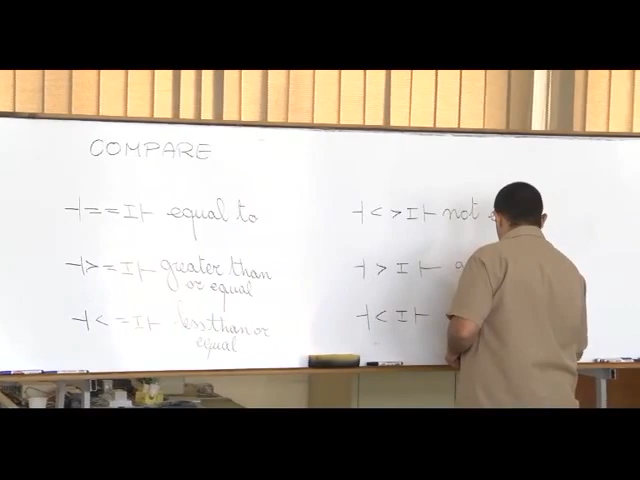 COMPARE
⊣==I⊢ equal to
⊣>=I⊢ greater than
or equal
⊣<=I⊢ less than or
equal
⊣<>I⊢ not
⊣>I⊢
⊣<I⊢